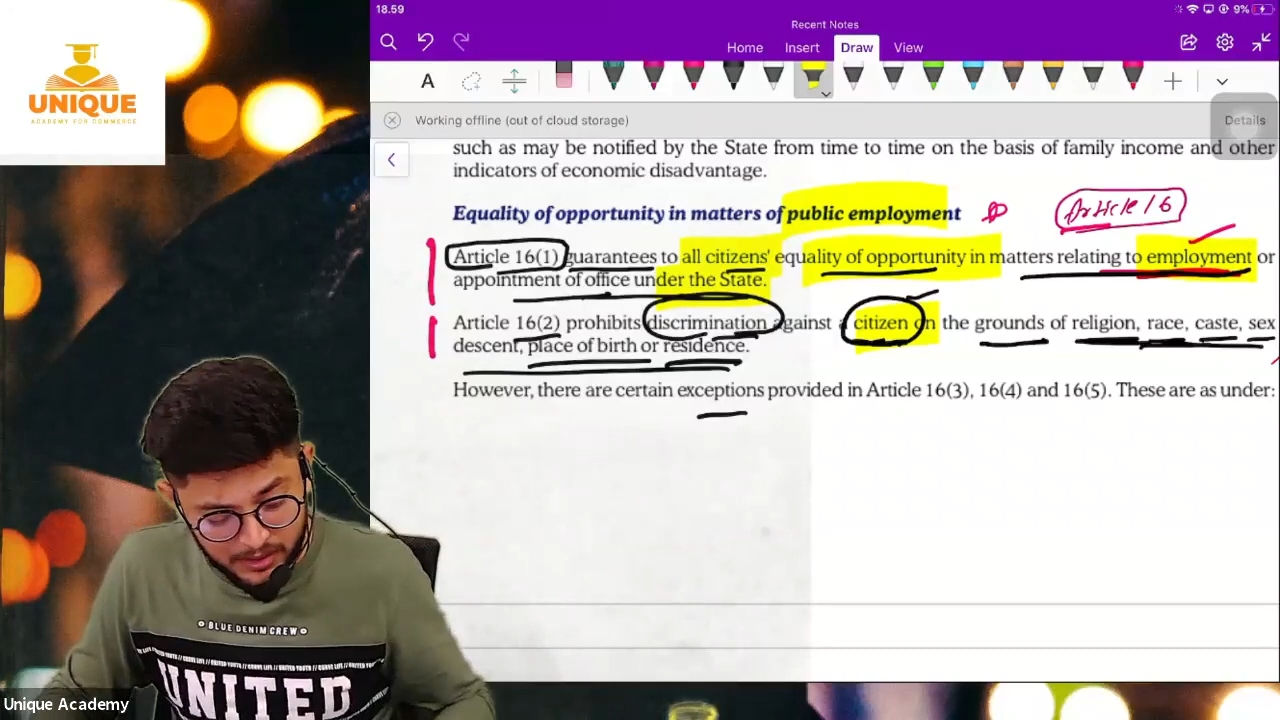 18.59
9%
Recent Notes
Home Insert Draw View
A
Working offline (out of cloud storage)
Details
UNIQUE
ACADEMY FOR COMMERCE
such as may be notified by the State from time to time on the basis of family income and other
indicators of economic disadvantage.
Equality of opportunity in matters of public employment
Article 16
Article 16(1) guarantees to all citizens' equality of opportunity in matters relating to employment or
appointment of office under the State.
Article 16(2) prohibits discrimination against a citizen on the grounds of religion, race, caste, sex
descent, place of birth or residence.
However, there are certain exceptions provided in Article 16(3), 16(4) and 16(5). These are as under:
BLUE DENIM CREW
UNITED
Unique Academy